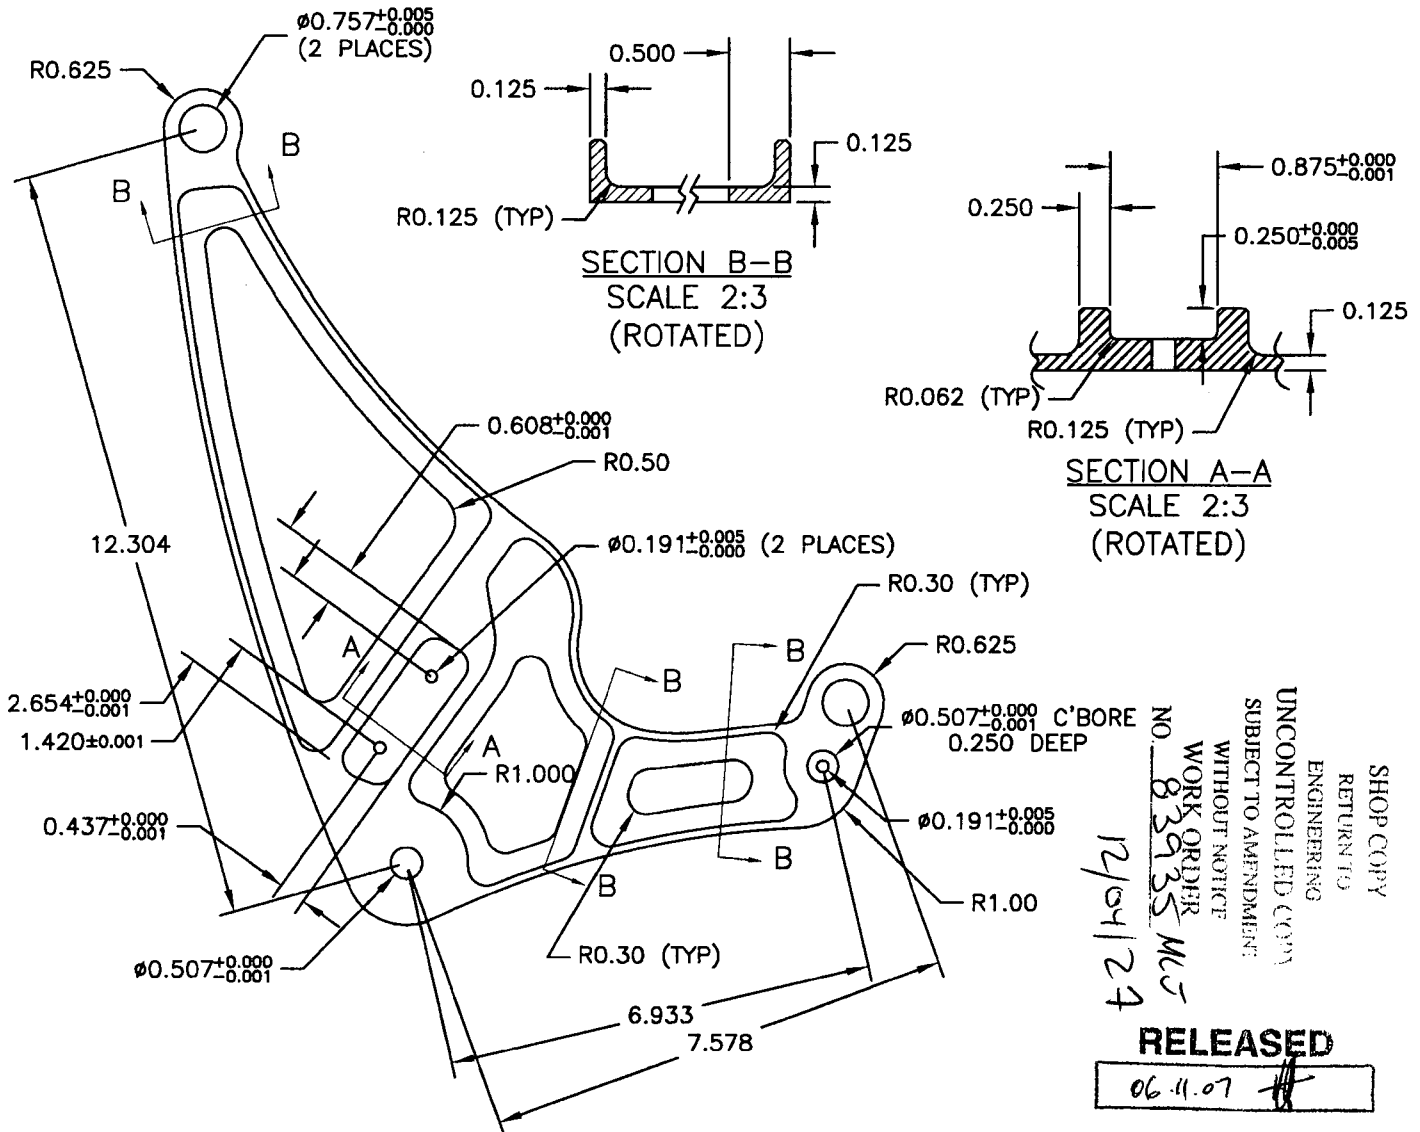 ø0.757+0.005
-0.000
(2 PLACES)
R0.625
0.500
0.125
0.125
R0.125 (TYP)
SECTION B-B
SCALE 2:3
(ROTATED)
0.875+0.000
-0.001
0.250
0.250+0.000
-0.005
0.125
R0.062 (TYP)
R0.125 (TYP)
SECTION A-A
SCALE 2:3
(ROTATED)
B
B
0.608+0.000
-0.001
R0.50
12.304
ø0.191+0.005
-0.000 (2 PLACES)
R0.30 (TYP)
R0.625
A
A
B
B
B
B
2.654+0.000
-0.001
1.420±0.001
R1.000
ø0.507+0.000
-0.001 C'BORE
0.250 DEEP
0.437+0.000
-0.001
ø0.191+0.005
-0.000
R1.00
ø0.507+0.000
-0.001
R0.30 (TYP)
6.933
7.578
SHOP COPY
RETURN TO
ENGINEERING
UNCONTROLLED COPY
SUBJECT TO AMENDMENT
WITHOUT NOTICE
WORK ORDER
NO. 83935 MLJ
12/04/27
RELEASED
06.11.07